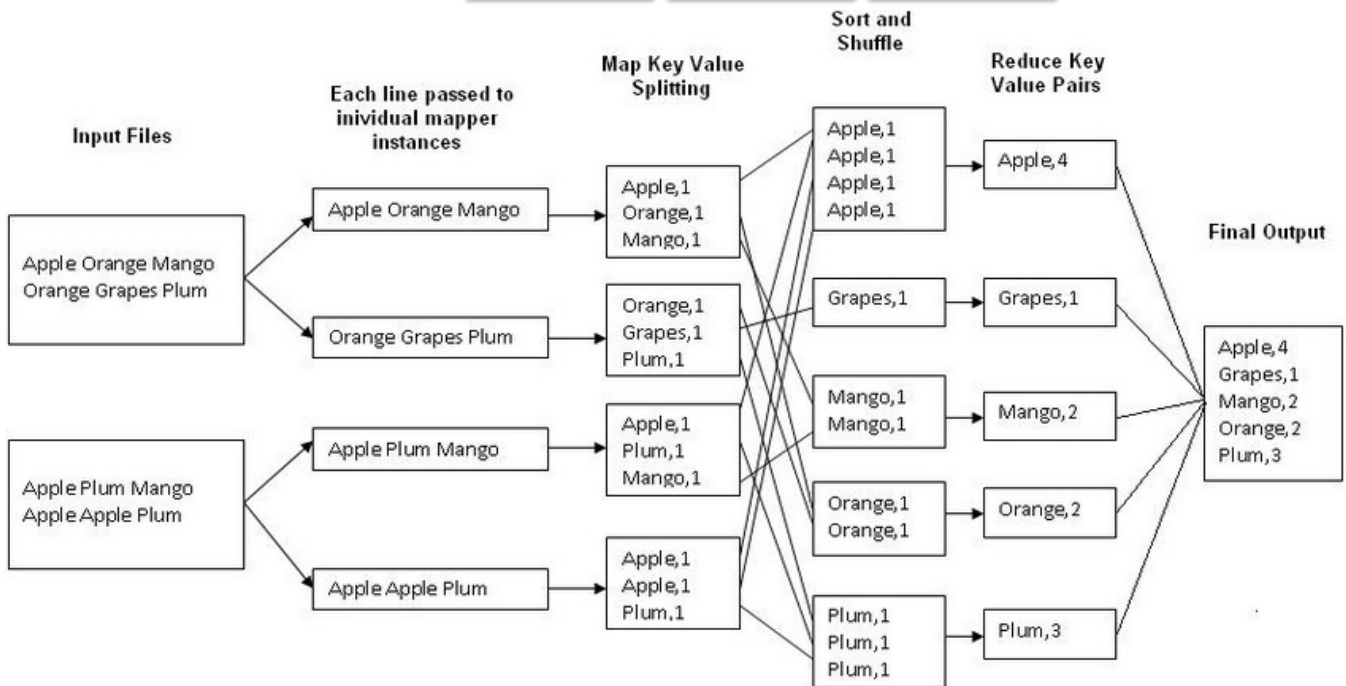 Input Files
Apple Orange Mango
Orange Grapes Plum
Apple Plum Mango
Apple Apple Plum
Each line passed to
inividual mapper
instances
Apple Orange Mango
Orange Grapes Plum
Apple Plum Mango
Apple Apple Plum
Map Key Value
Splitting
Apple,1
Orange,1
Mango,1
Orange,1
Grapes,1
Plum,1
Apple,1
Plum,1
Mango,1
Apple,1
Apple,1
Plum,1
Sort and
Shuffle
Apple,1
Apple,1
Apple,1
Apple,1
Grapes,1
Mango,1
Mango,1
Orange,1
Orange,1
Plum,1
Plum,1
Plum,1
Reduce Key
Value Pairs
Apple,4
Grapes,1
Mango,2
Orange,2
Plum,3
Final Output
Apple,4
Grapes,1
Mango,2
Orange,2
Plum,3